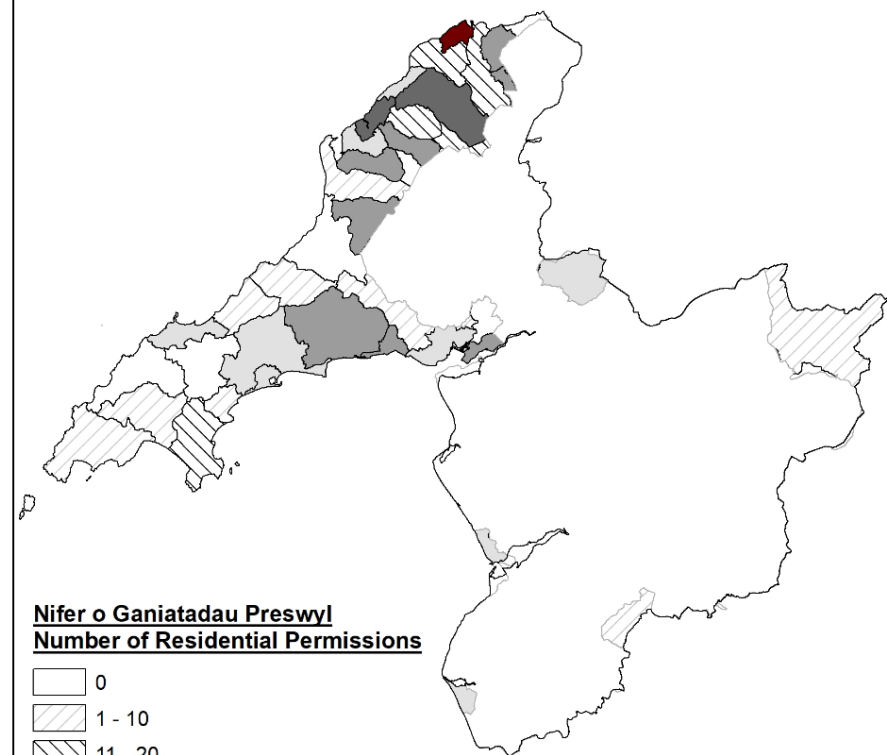 Nifer o Ganiatadau Preswyl
Number of Residential Permissions
0
1 - 10
11 - 20